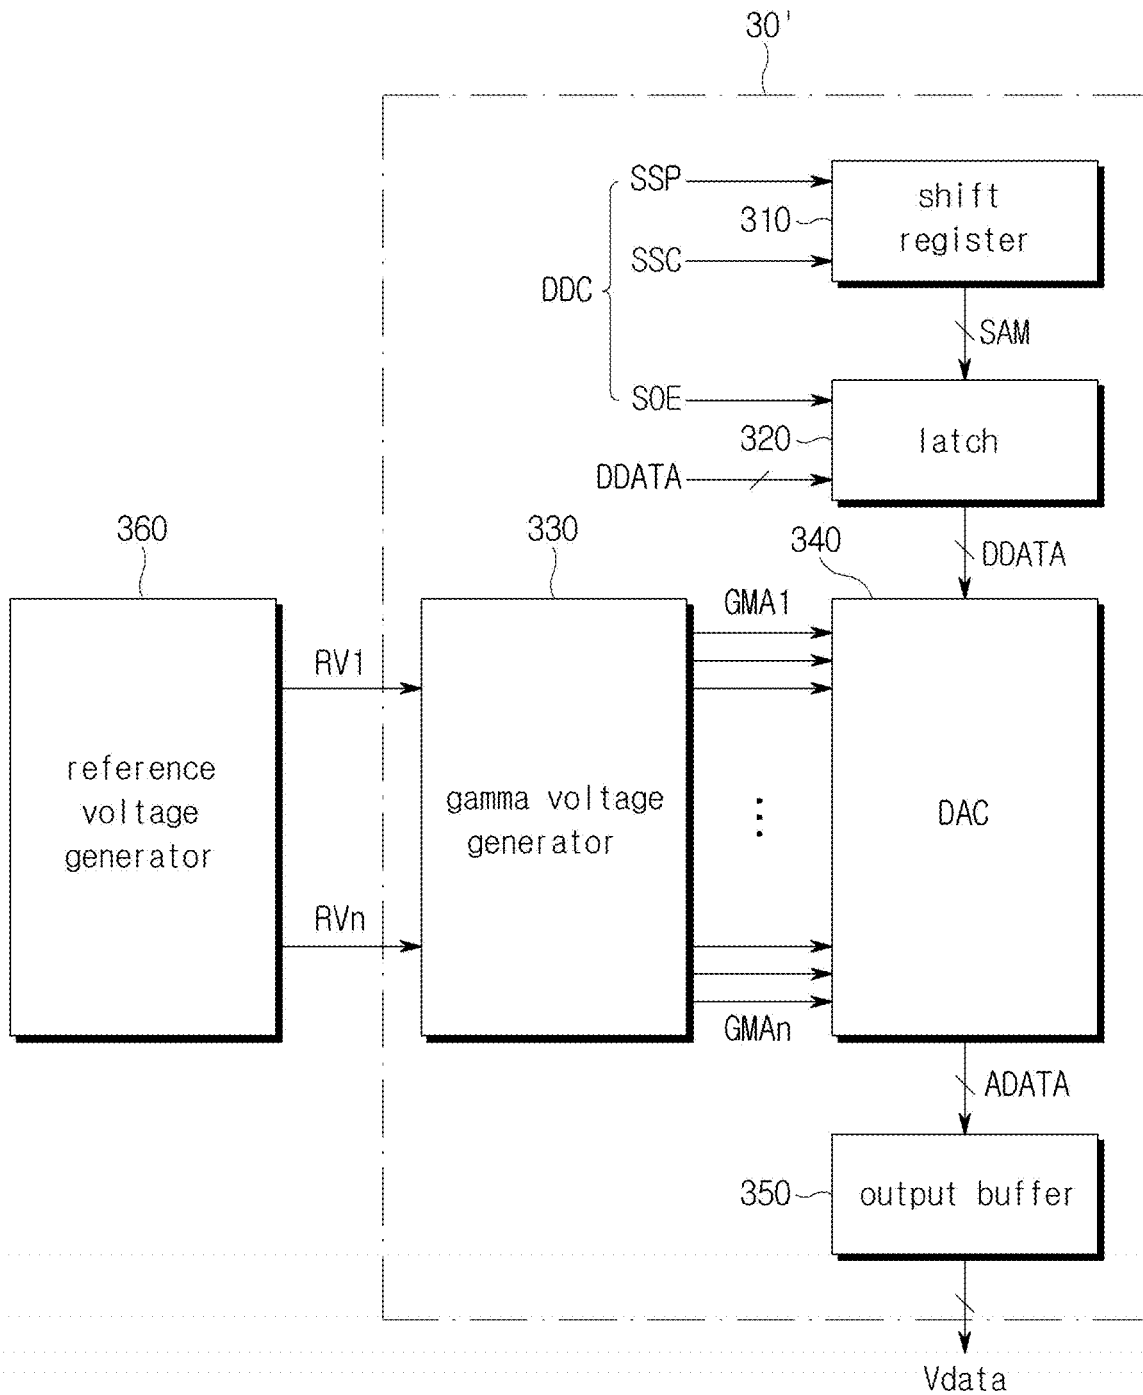 30'
SSP
shift
register
310
SSC
DDC
SAM
SOE
320
latch
DDATA
360
330
340
DDATA
GMA1
RV1
reference
voltage
generator
gamma voltage
generator
DAC
RVn
GMAn
ADATA
350
output buffer
Vdata